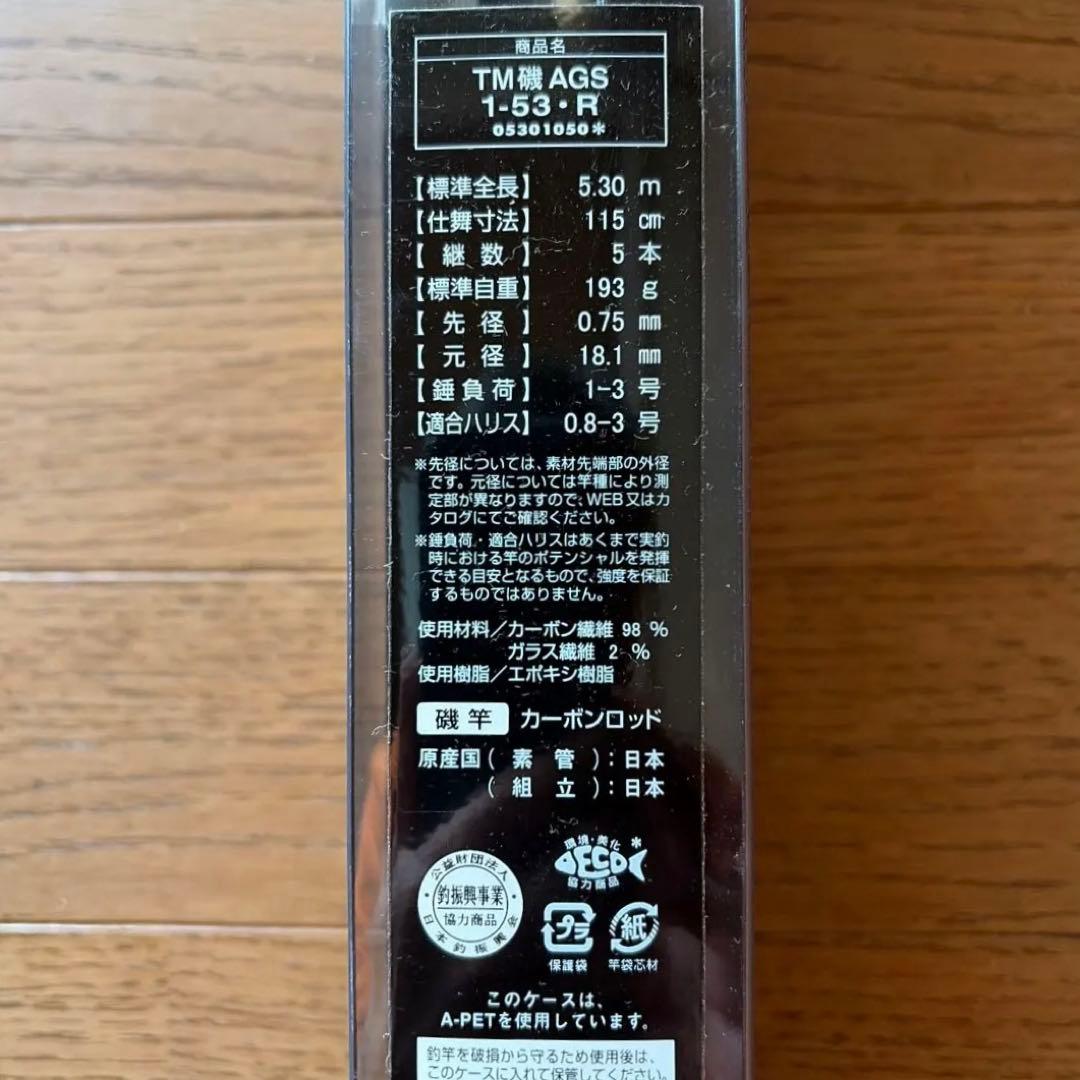 商品名
TM磯 AGS
1-53・R
05301050*
【標準全長】 5.30 m
【仕舞寸法】 115 cm
【継数】 5 本
【標準自重】 193 g
【先径】 0.75 mm
【元径】 18.1 mm
【錘負荷】 1-3 号
【適合ハリス】 0.8-3 号
※先径については、素材先端部の外径
です。元径については竿種により測
定部が異なりますので、WEB又はカ
タログにてご確認ください。
※錘負荷・適合ハリスはあくまで実釣
時における竿のポテンシャルを発揮
できる目安となるもので、強度を保証
するものではありません。
使用材料/カーボン繊維 98 %
ガラス繊維 2 %
使用樹脂/エポキシ樹脂
磯竿 カーボンロッド
原産国(素管):日本
(組立):日本
環境・美化
ECO
協力商品
公益財団法人
釣振興事業
協力商品
日本釣振興会
プラ
紙
保護袋 竿袋芯材
このケースは、
A-PETを使用しています。
釣竿を破損から守るため使用後は、
このケースに入れて保管してください。